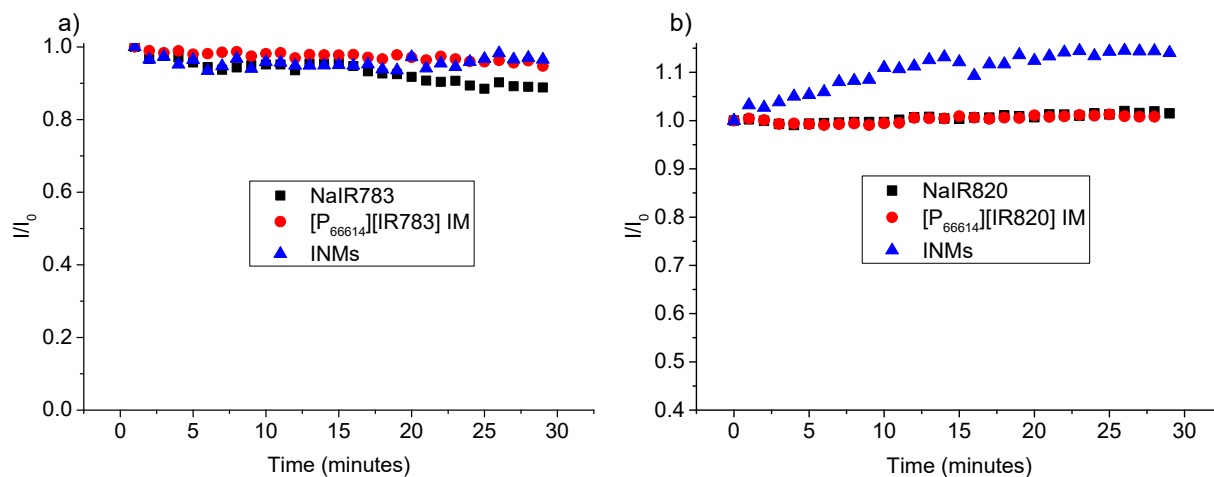 a)
1.0
0.8
0.6
0.4
0.2
0.0
I/I₀
NaIR783
[P₆₆₆₁₄][IR783] IM
INMs
0 5 10 15 20 25 30
Time (minutes)
b)
1.1
1.0
0.9
0.8
0.7
0.6
0.5
0.4
I/I₀
NaIR820
[P₆₆₆₁₄][IR820] IM
INMs
0 5 10 15 20 25 30
Time (minutes)